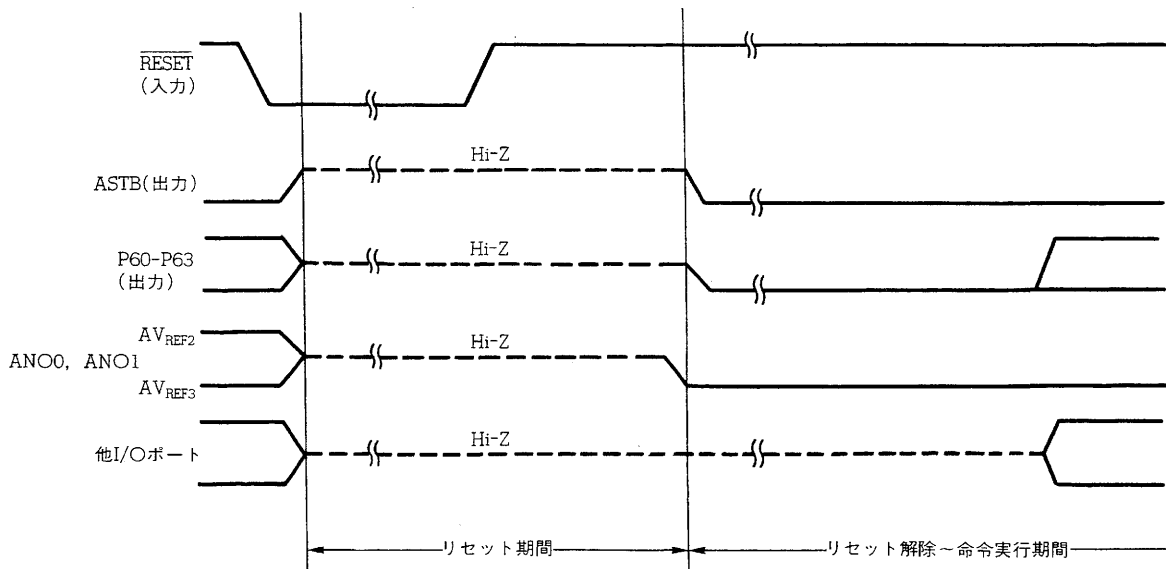 RESET
(入力)
ASTB(出力)
Hi-Z
P60-P63
(出力)
Hi-Z
AVREF2
ANO0, ANO1
AVREF3
Hi-Z
他I/Oポート
Hi-Z
リセット期間
リセット解除~命令実行期間